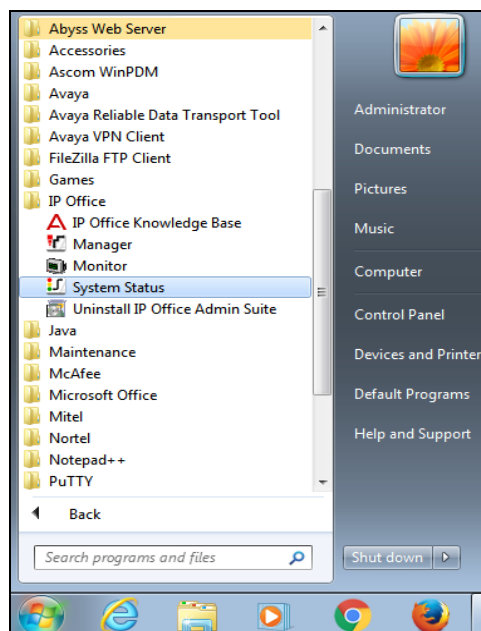 Abyss Web Server
Accessories
Ascom WinPDM
Avaya
Avaya Reliable Data Transport Tool
Avaya VPN Client
FileZilla FTP Client
Games
IP Office
IP Office Knowledge Base
Manager
Monitor
System Status
Uninstall IP Office Admin Suite
Java
Maintenance
McAfee
Microsoft Office
Mitel
Nortel
Notepad++
PuTTY
Back
Search programs and files
Administrator
Documents
Pictures
Music
Computer
Control Panel
Devices and Printer
Default Programs
Help and Support
Shut down